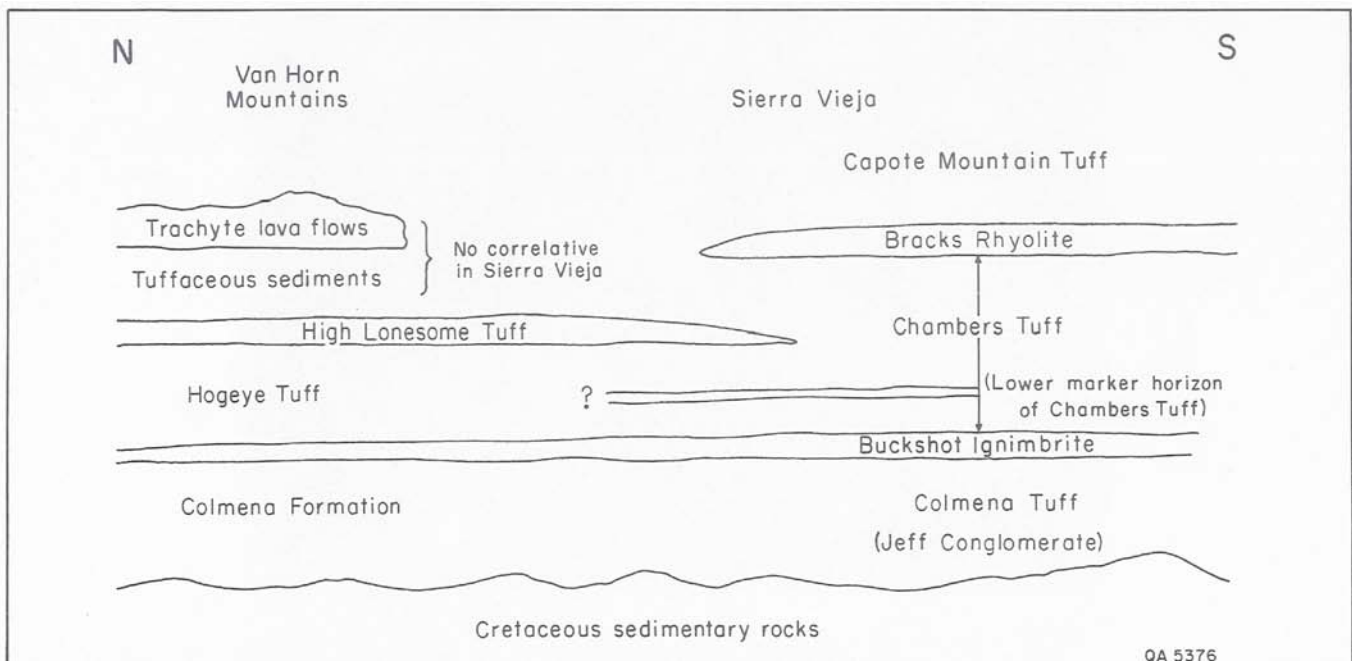 N
S
Van Horn
Mountains
Sierra Vieja
Capote Mountain Tuff
Trachyte lava flows
Bracks Rhyolite
No correlative
in Sierra Vieja
Tuffaceous sediments
High Lonesome Tuff
Chambers Tuff
Hogeye Tuff
?
(Lower marker horizon
of Chambers Tuff)
Buckshot Ignimbrite
Colmena Formation
Colmena Tuff
(Jeff Conglomerate)
Cretaceous sedimentary rocks
QA 5376